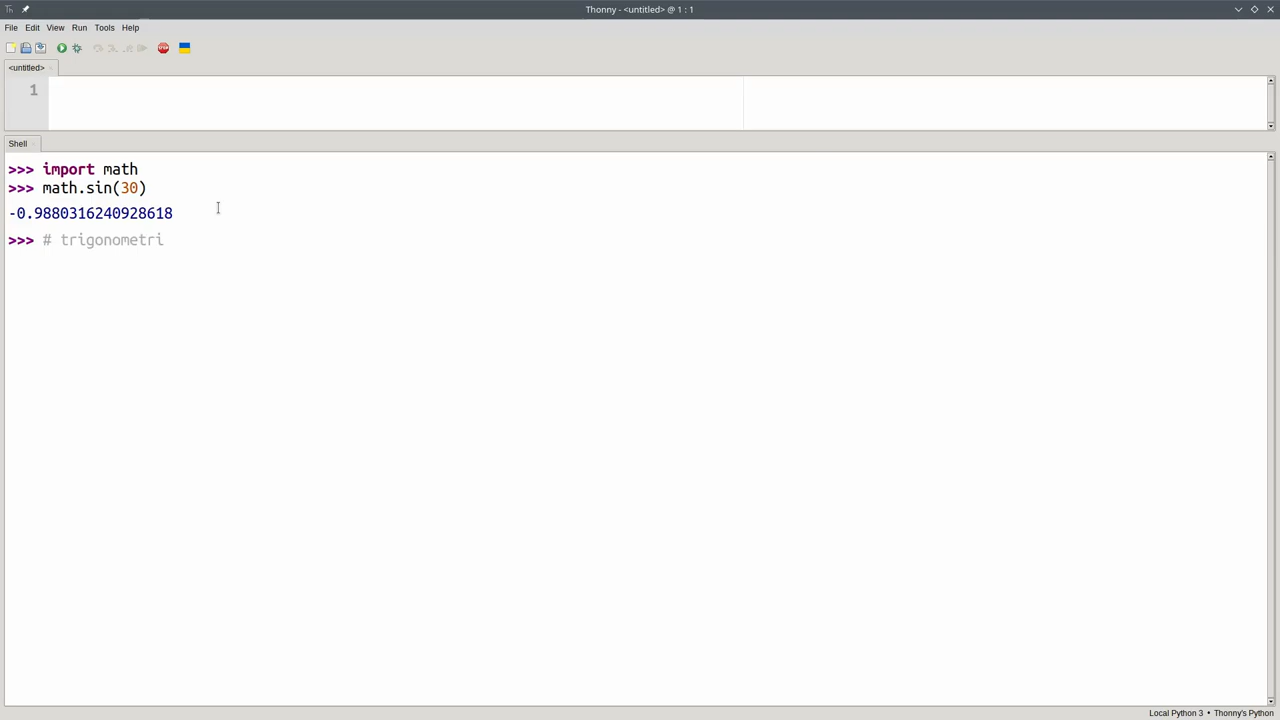 Thonny - <untitled> @ 1 : 1
File Edit View Run Tools Help
<untitled>
1
Shell
>>> import math
>>> math.sin(30)
-0.9880316240928618
>>> # trigonometri
Local Python 3 • Thonny's Python